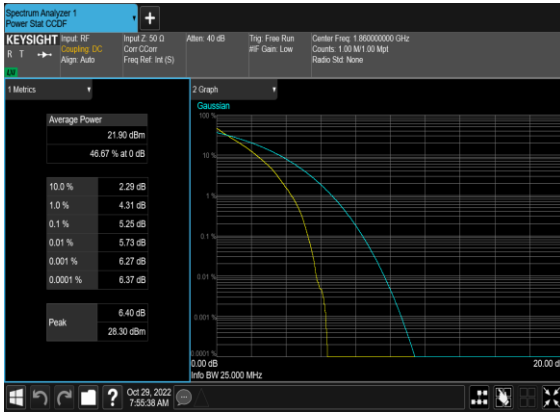 Spectrum Analyzer 1
Power Stat CCDF
KEYSIGHT
R T
LV
Input: RF
Coupling: DC
Align: Auto
Input Z: 50 Ω
Corr CCorr
Freq Ref: Int (S)
Atten: 40 dB
Trig: Free Run
#IF Gain: Low
Center Freq: 1.860000000 GHz
Counts: 1.00 M/1.00 Mpt
Radio Std: None
1 Metrics
Average Power
21.90 dBm
46.67 % at 0 dB
10.0 % 2.29 dB
1.0 % 4.31 dB
0.1 % 5.25 dB
0.01 % 5.73 dB
0.001 % 6.27 dB
0.0001 % 6.37 dB
Peak
6.40 dB
28.30 dBm
2 Graph
Gaussian
100 %
10 %
1 %
0.1 %
0.01 %
0.001 %
0.0001 %
0.00 dB
20.00 d
Info BW 25.000 MHz
Oct 29, 2022
7:55:38 AM